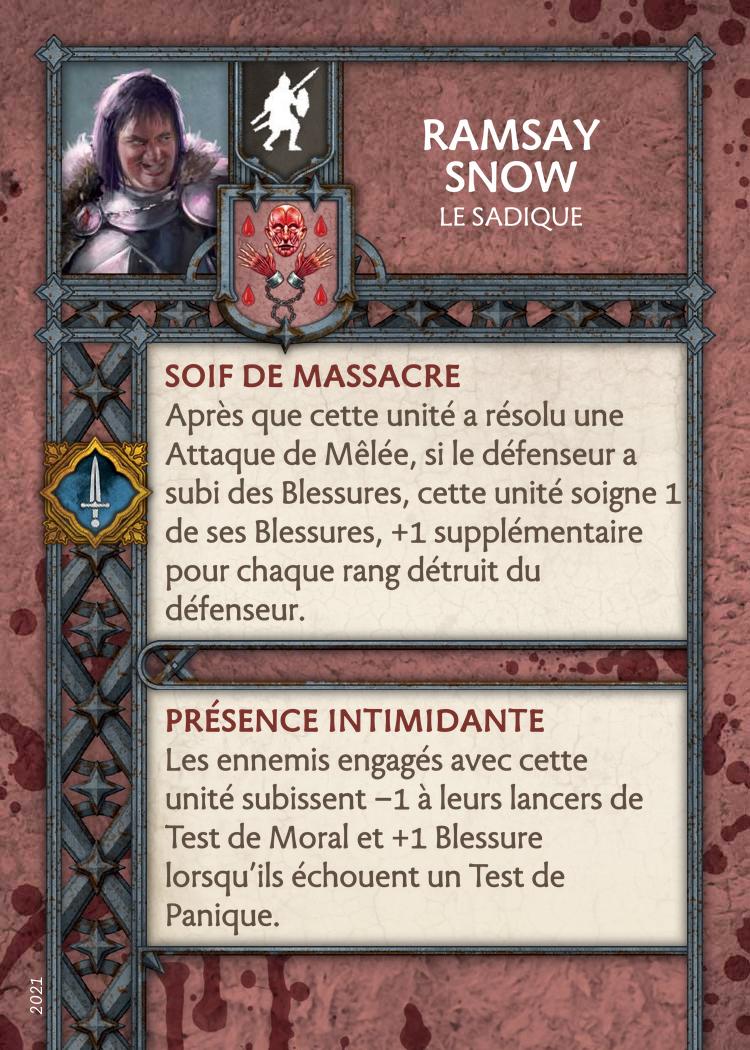 RAMSAY
SNOW
LE SADIQUE
SOIF DE MASSACRE
Après que cette unité a résolu une
Attaque de Mêlée, si le défenseur a
subi des Blessures, cette unité soigne 1
de ses Blessures, +1 supplémentaire
pour chaque rang détruit du
défenseur.
PRÉSENCE INTIMIDANTE
Les ennemis engagés avec cette
unité subissent –1 à leurs lancers de
Test de Moral et +1 Blessure
lorsqu’ils échouent un Test de
Panique.
2021